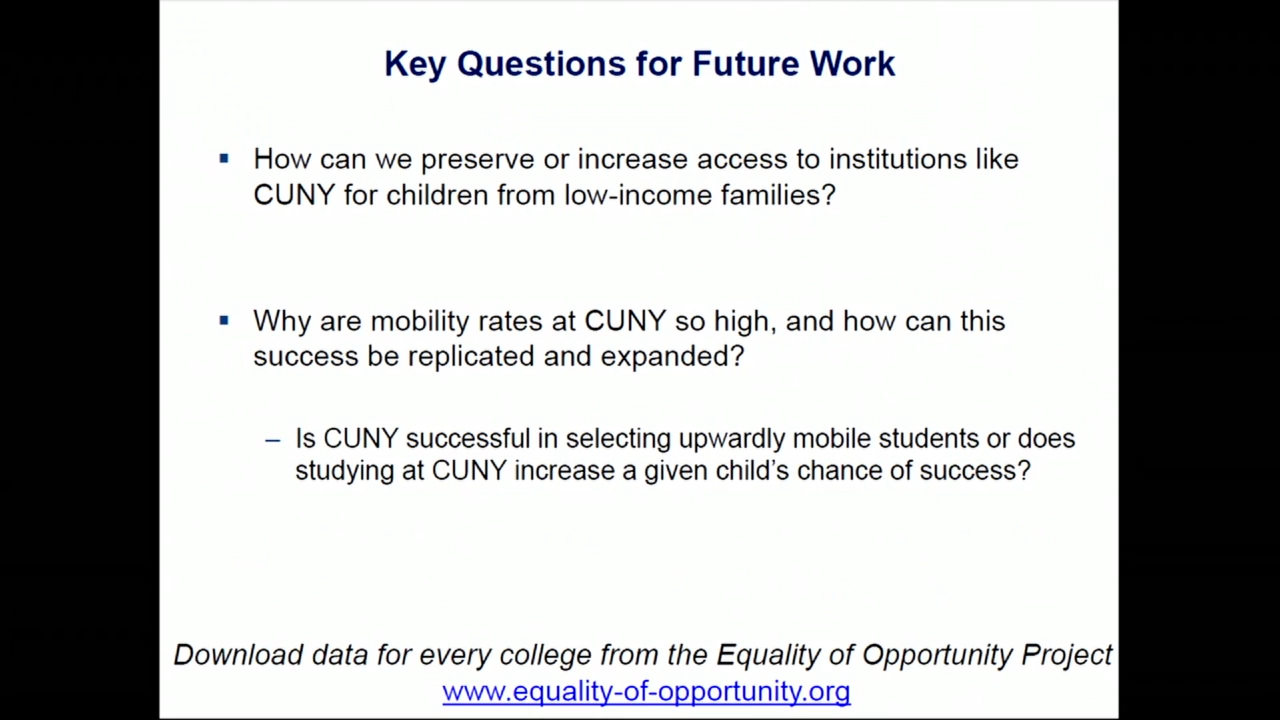 Key Questions for Future Work
▪ How can we preserve or increase access to institutions like
CUNY for children from low-income families?
▪ Why are mobility rates at CUNY so high, and how can this
success be replicated and expanded?
– Is CUNY successful in selecting upwardly mobile students or does
studying at CUNY increase a given child's chance of success?
Download data for every college from the Equality of Opportunity Project
www.equality-of-opportunity.org